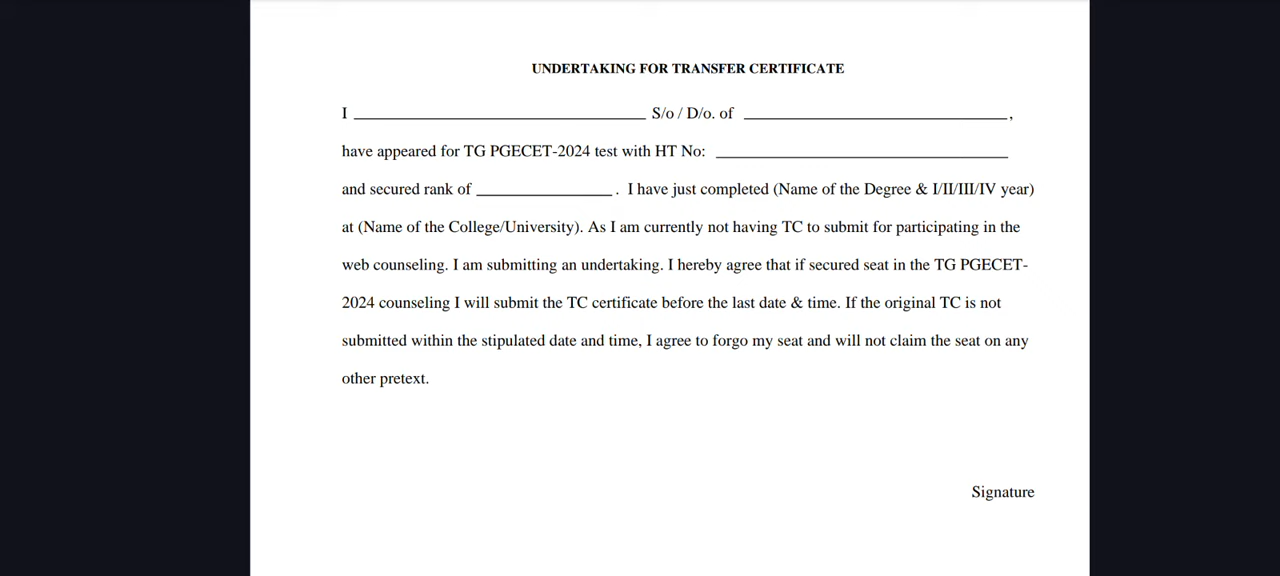 UNDERTAKING FOR TRANSFER CERTIFICATE
I ____________________________________ S/o / D/o. of ________________________________,
have appeared for TG PGECET-2024 test with HT No: ____________________________________
and secured rank of _________________. I have just completed (Name of the Degree & I/II/III/IV year)
at (Name of the College/University). As I am currently not having TC to submit for participating in the
web counseling. I am submitting an undertaking. I hereby agree that if secured seat in the TG PGECET-
2024 counseling I will submit the TC certificate before the last date & time. If the original TC is not
submitted within the stipulated date and time, I agree to forgo my seat and will not claim the seat on any
other pretext.
Signature